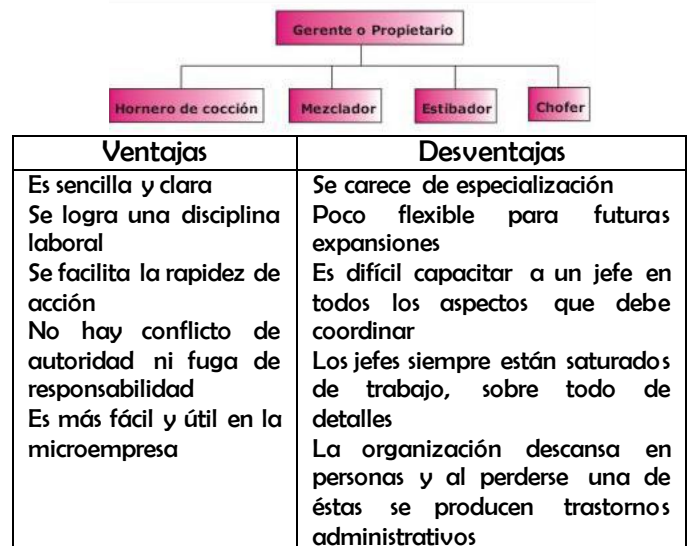 Gerente o Propietario
Hornero de cocción
Mezclador
Estibador
Chofer
Ventajas
Desventajas
Es sencilla y clara
Se logra una disciplina
laboral
Se facilita la rapidez de
acción
No hay conflicto de
autoridad ni fuga de
responsabilidad
Es más fácil y útil en la
microempresa
Se carece de especialización
Poco flexible para futuras
expansiones
Es difícil capacitar a un jefe en
todos los aspectos que debe
coordinar
Los jefes siempre están saturados
de trabajo, sobre todo de
detalles
La organización descansa en
personas y al perderse una de
éstas se producen trastornos
administrativos